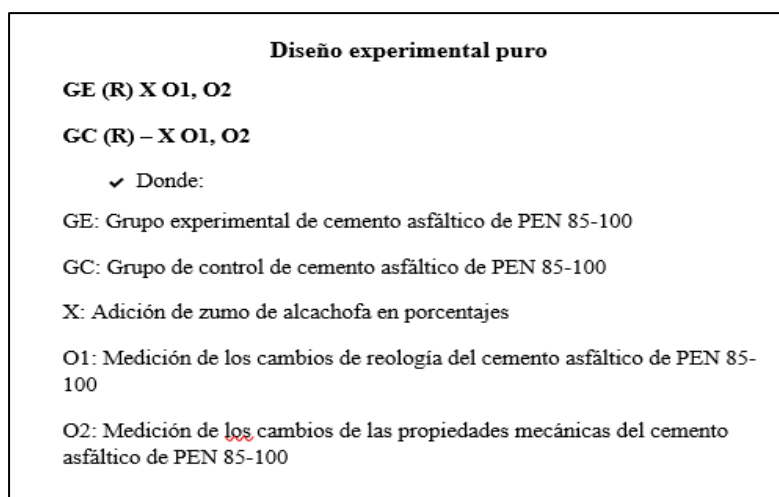 Diseño experimental puro
GE (R) X O1, O2
GC (R) – X O1, O2
✓ Donde:
GE: Grupo experimental de cemento asfáltico de PEN 85-100
GC: Grupo de control de cemento asfáltico de PEN 85-100
X: Adición de zumo de alcachofa en porcentajes
O1: Medición de los cambios de reología del cemento asfáltico de PEN 85-
100
O2: Medición de los cambios de las propiedades mecánicas del cemento
asfáltico de PEN 85-100